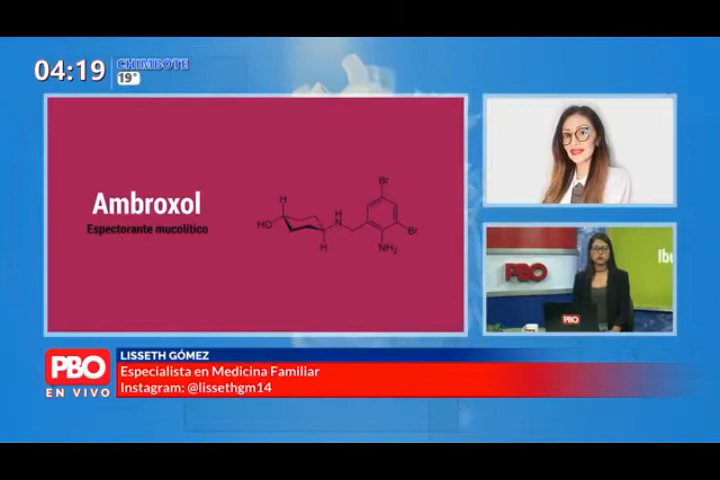 04:19
CHIMBOTE
19°
Ambroxol
Espectorante mucolítico
H
HO
H
N
H
Br
Br
NH₂
PBO
Ib
PBO
PBO
EN VIVO
LISSETH GÓMEZ
Especialista en Medicina Familiar
Instagram: @lissethgm14